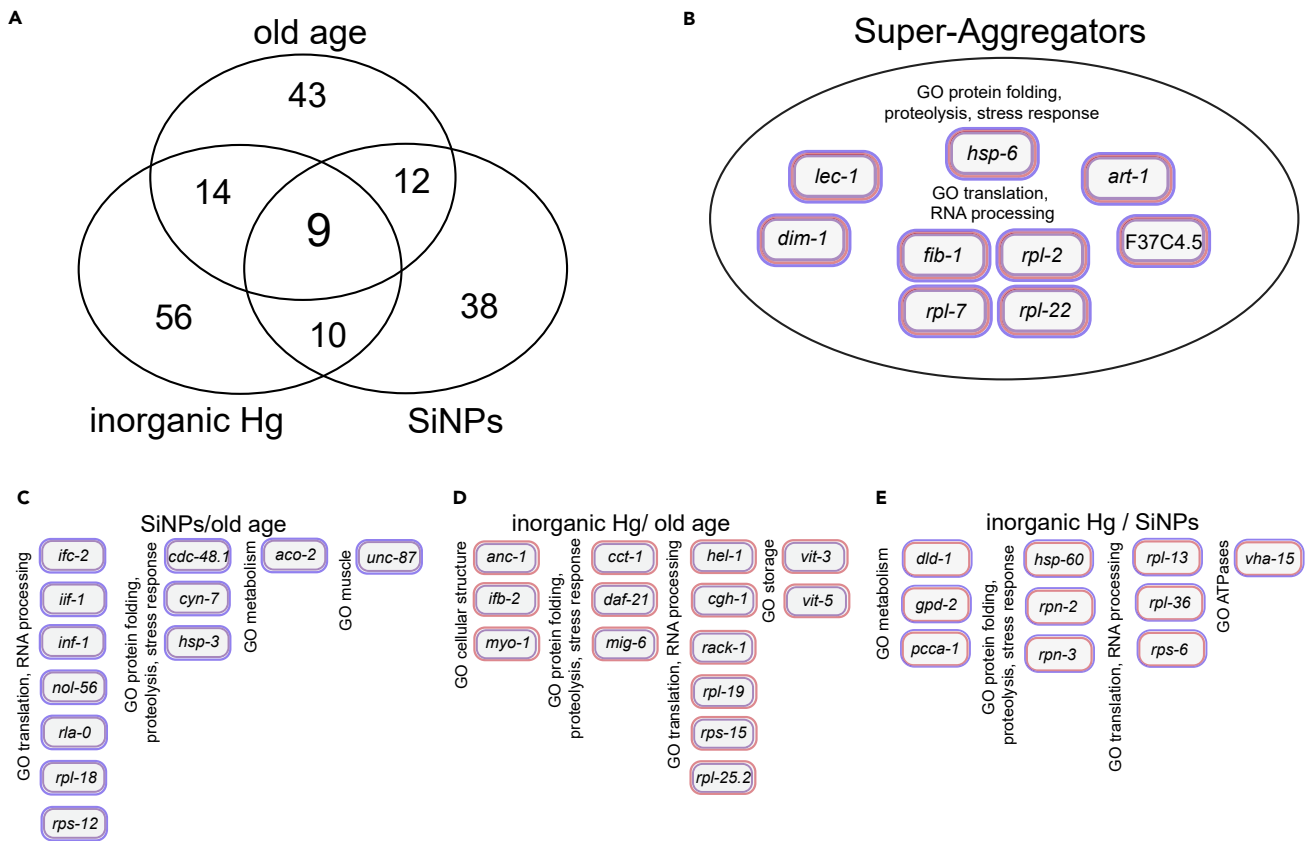 A
old age
43
14
12
9
56
38
10
inorganic Hg
SiNPs
B
Super-Aggregators
GO protein folding,
proteolysis, stress response
hsp-6
lec-1
art-1
GO translation,
RNA processing
dim-1
F37C4.5
fib-1
rpl-2
rpl-7
rpl-22
C
SiNPs/old age
GO translation, RNA processing
ifc-2
iif-1
inf-1
nol-56
rla-0
rpl-18
rps-12
GO protein folding,
proteolysis, stress response
cdc-48.1
cyn-7
hsp-3
GO metabolism
aco-2
GO muscle
unc-87
D
inorganic Hg/ old age
GO cellular structure
anc-1
ifb-2
myo-1
GO protein folding,
proteolysis, stress response
cct-1
daf-21
mig-6
GO translation, RNA processing
hel-1
cgh-1
rack-1
rpl-19
rps-15
rpl-25.2
GO storage
vit-3
vit-5
E
inorganic Hg / SiNPs
GO metabolism
dld-1
gpd-2
pcca-1
GO protein folding,
proteolysis, stress response
hsp-60
rpn-2
rpn-3
GO translation, RNA processing
rpl-13
rpl-36
rps-6
GO ATPases
vha-15